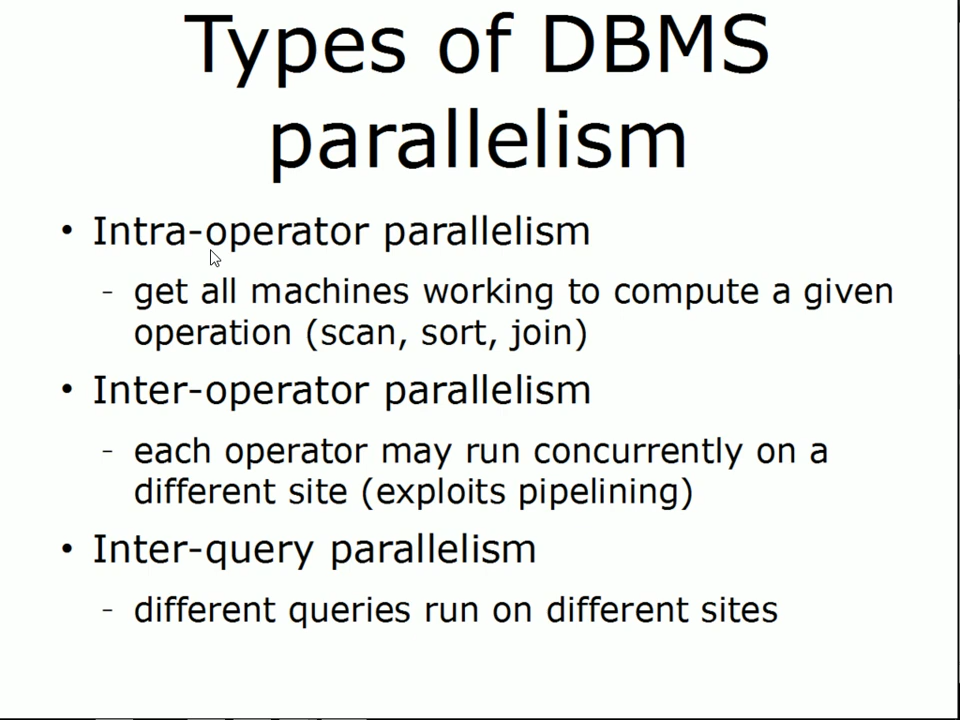 Types of DBMS
parallelism
• Intra-operator parallelism
– get all machines working to compute a given
operation (scan, sort, join)
• Inter-operator parallelism
– each operator may run concurrently on a
different site (exploits pipelining)
• Inter-query parallelism
– different queries run on different sites